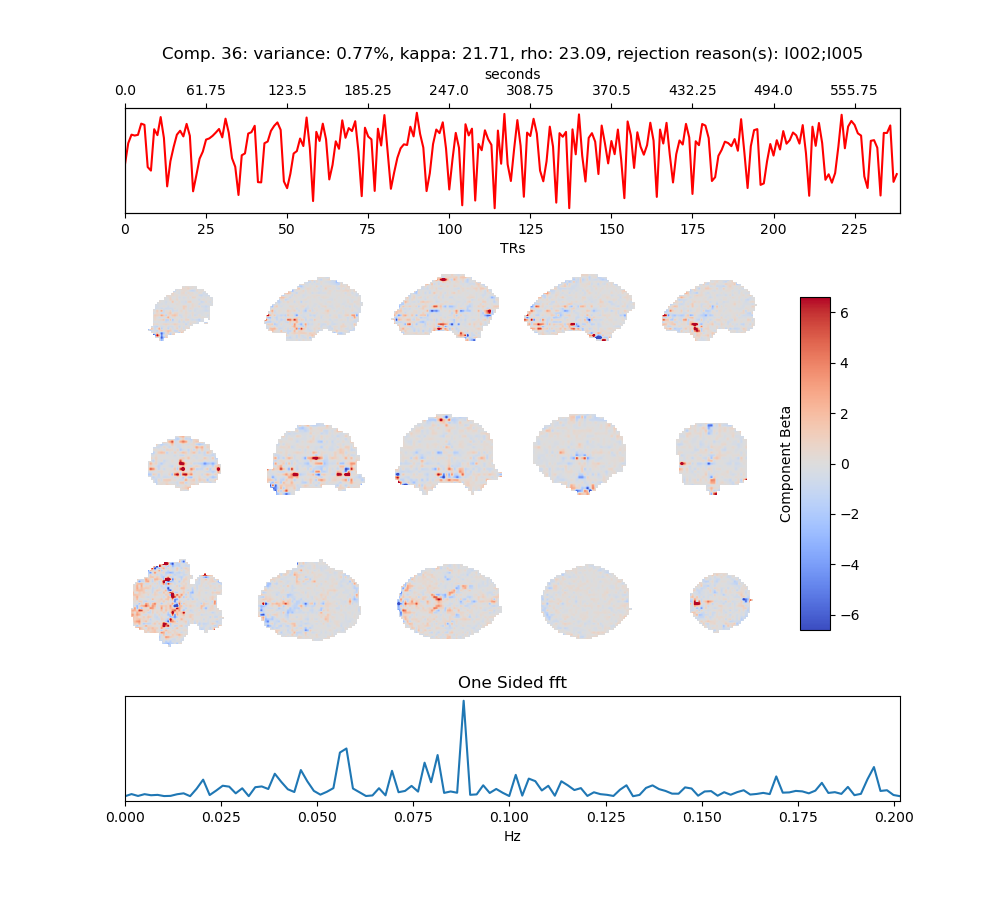 Comp. 36: variance: 0.77%, kappa: 21.71, rho: 23.09, rejection reason(s): I002;I005
seconds
0.0 61.75 123.5 185.25 247.0 308.75 370.5 432.25 494.0 555.75
0 25 50 75 100 125 150 175 200 225
TRs
6
4
2
0
−2
−4
−6
Component Beta
One Sided fft
0.000 0.025 0.050 0.075 0.100 0.125 0.150 0.175 0.200
Hz